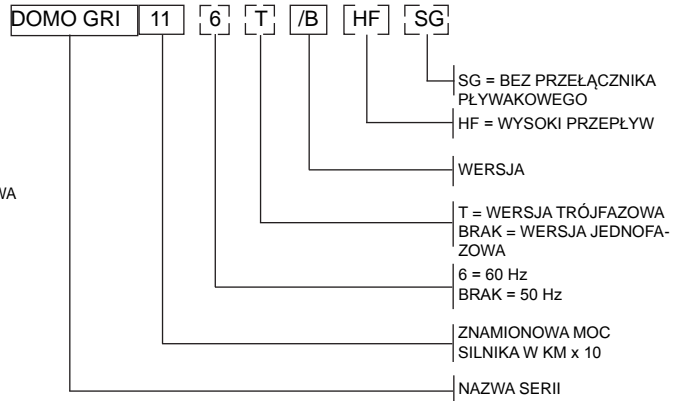 DOMO GRI 11 6 T /B HF SG
SG = BEZ PRZEŁĄCZNIKA
PŁYWAKOWEGO
HF = WYSOKI PRZEPŁYW
WERSJA
WA
T = WERSJA TRÓJFAZOWA
BRAK = WERSJA JEDNOFA-
ZOWA
6 = 60 Hz
BRAK = 50 Hz
ZNAMIONOWA MOC
SILNIKA W KM x 10
NAZWA SERII